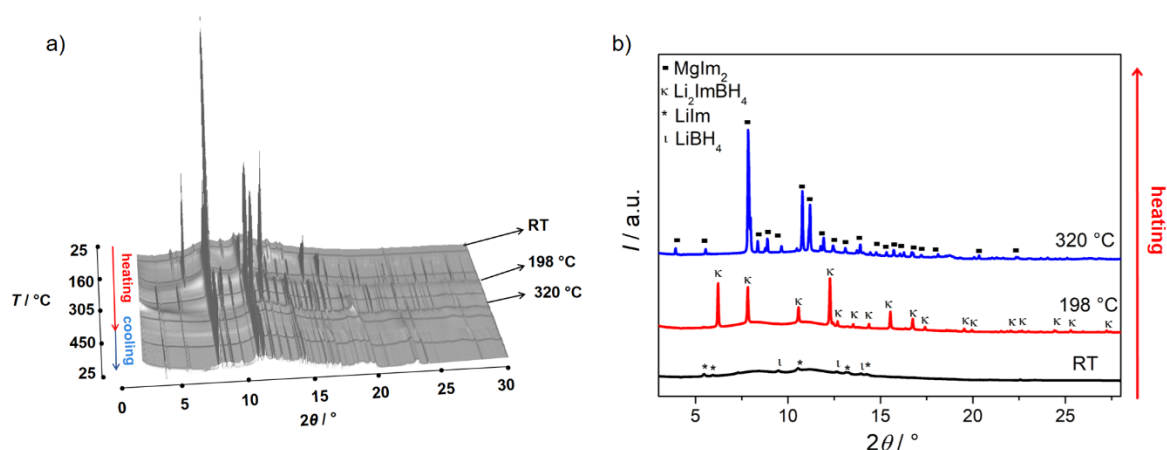 a)
RT
198 °C
320 °C
25
160
305
450
25
T / °C
heating
cooling
0
5
10
15
20
25
30
2θ / °
b)
MgIm₂
κ Li₂ImBH₄
* LiIm
ι LiBH₄
320 °C
κ κ κ κ κ κ κ κ κ κ κ κ κ κ κ
198 °C
RT
* * ι * ι * ι *
I / a.u.
5
10
15
20
25
2θ / °
heating